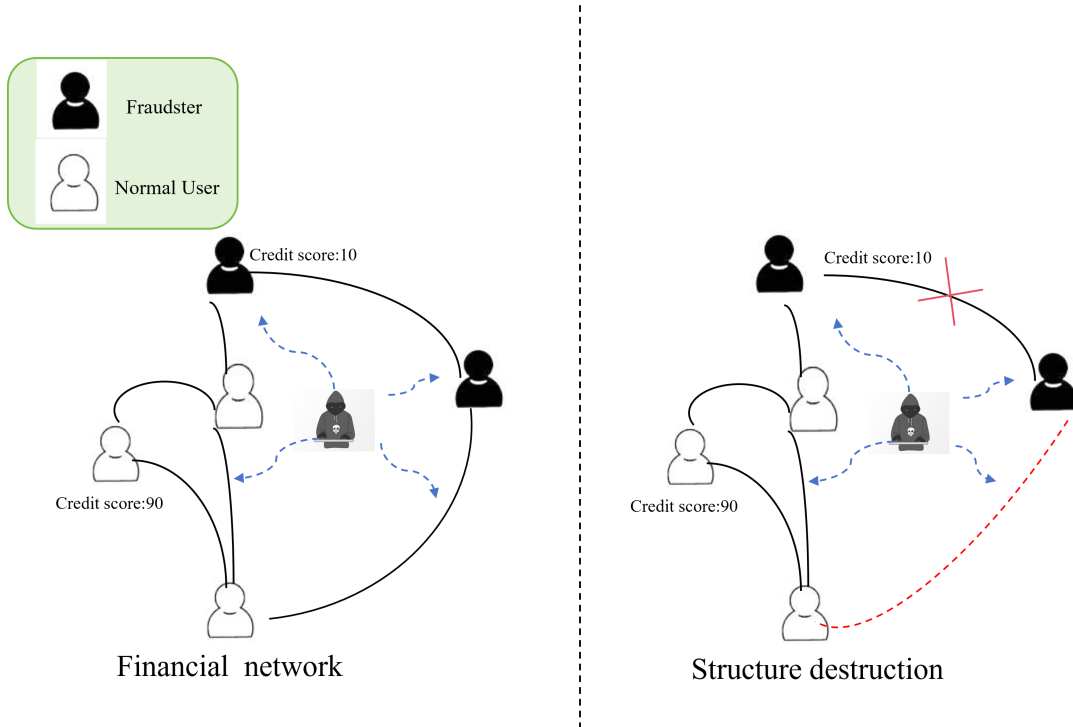 Fraudster
Normal User
Credit score:10
Credit score:90
Financial network
Credit score:10
Credit score:90
Structure destruction